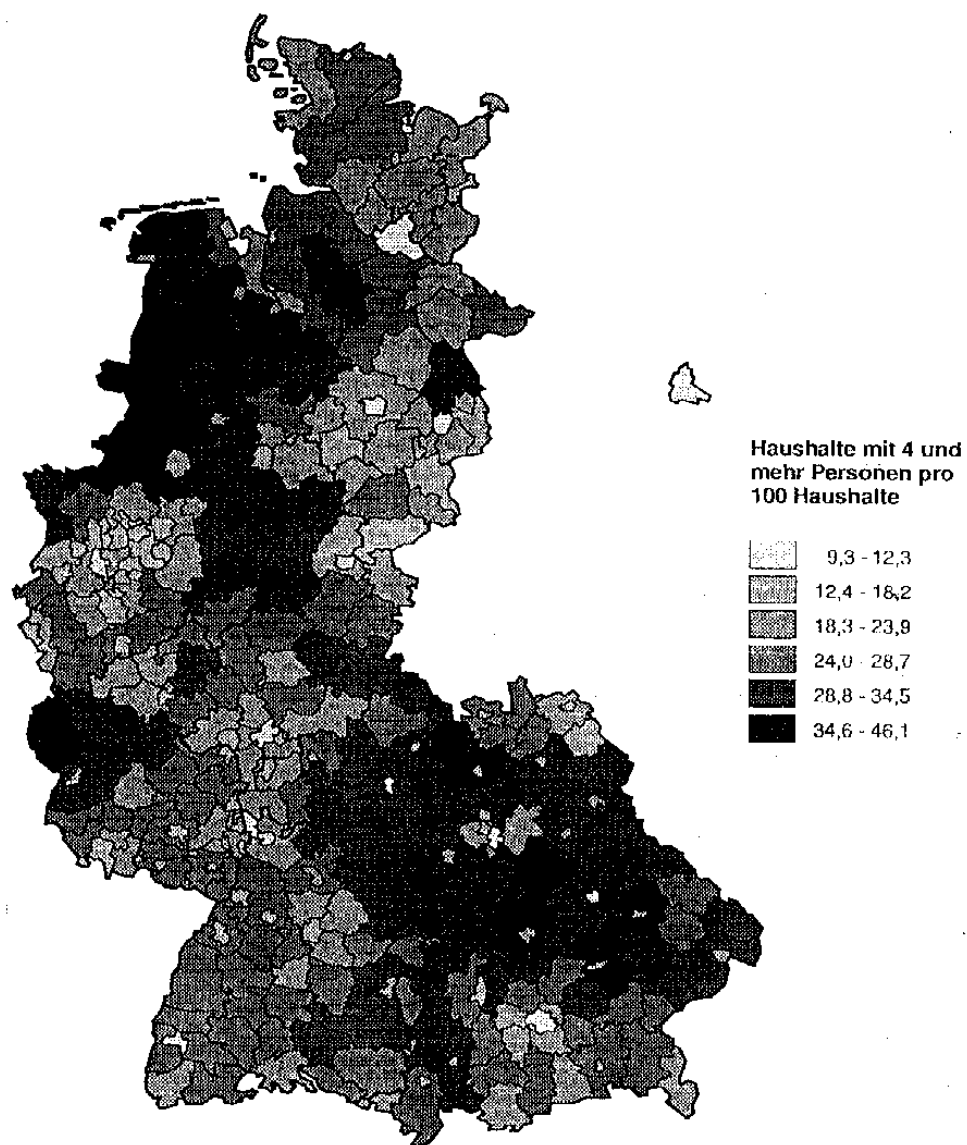 Haushalte mit 4 und
mehr Personen pro
100 Haushalte
9,3 - 12,3
12,4 - 18,2
18,3 - 23,9
24,0 - 28,7
28,8 - 34,5
34,6 - 46,1